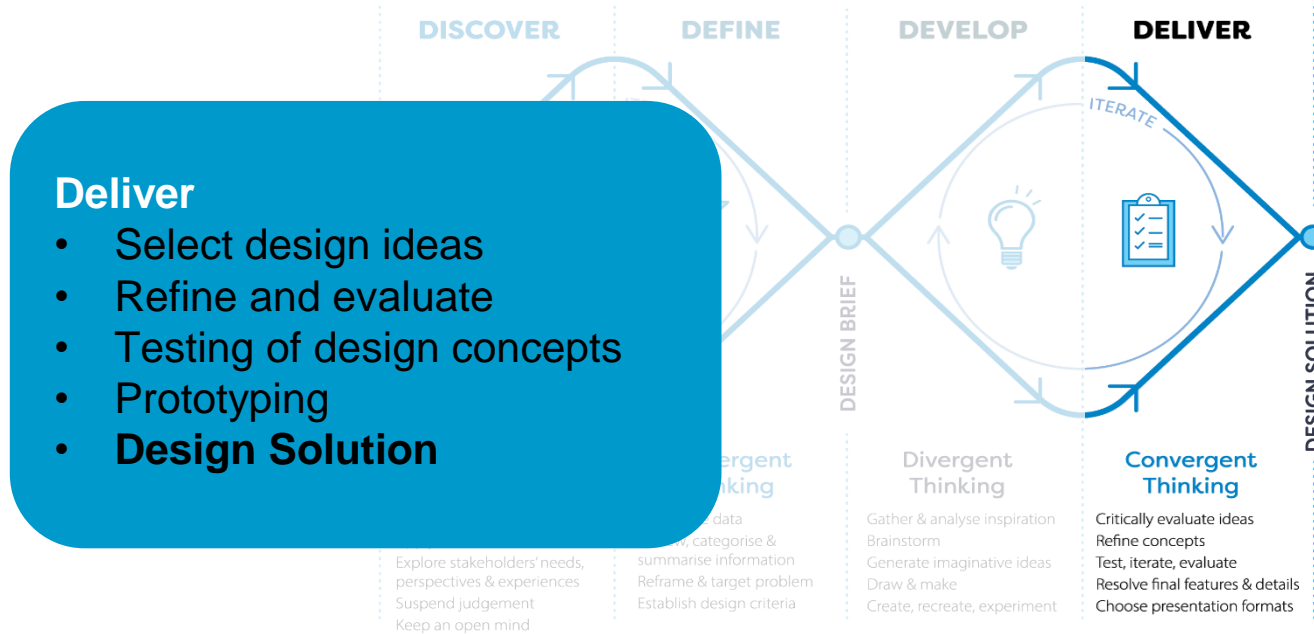 DISCOVER
DEFINE
DEVELOP
DELIVER
ITERATE
Deliver
• Select design ideas
• Refine and evaluate
• Testing of design concepts
• Prototyping
• Design Solution
DESIGN BRIEF
DESIGN SOLUTION
Divergent
Thinking
Convergent
Thinking
data
categorise &
summarise information
Reframe & target problem
Establish design criteria
Explore stakeholders' needs,
perspectives & experiences
Suspend judgement
Keep an open mind
Gather & analyse inspiration
Brainstorm
Generate imaginative ideas
Draw & make
Create, recreate, experiment
Critically evaluate ideas
Refine concepts
Test, iterate, evaluate
Resolve final features & details
Choose presentation formats